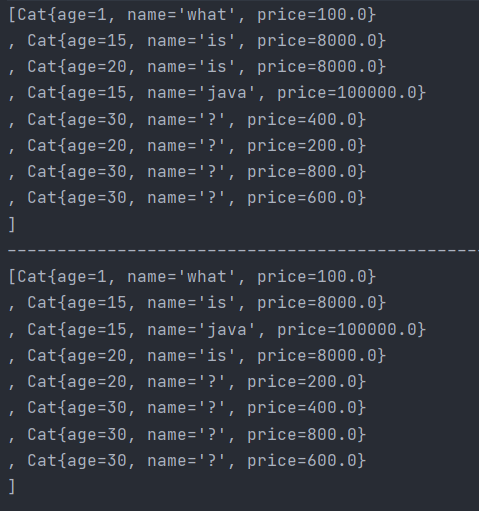 [Cat{age=1, name='what', price=100.0}
, Cat{age=15, name='is', price=8000.0}
, Cat{age=20, name='is', price=8000.0}
, Cat{age=15, name='java', price=100000.0}
, Cat{age=30, name='?', price=400.0}
, Cat{age=20, name='?', price=200.0}
, Cat{age=30, name='?', price=800.0}
, Cat{age=30, name='?', price=600.0}
]
------------------------------------------------
[Cat{age=1, name='what', price=100.0}
, Cat{age=15, name='is', price=8000.0}
, Cat{age=15, name='java', price=100000.0}
, Cat{age=20, name='is', price=8000.0}
, Cat{age=20, name='?', price=200.0}
, Cat{age=30, name='?', price=400.0}
, Cat{age=30, name='?', price=800.0}
, Cat{age=30, name='?', price=600.0}
]